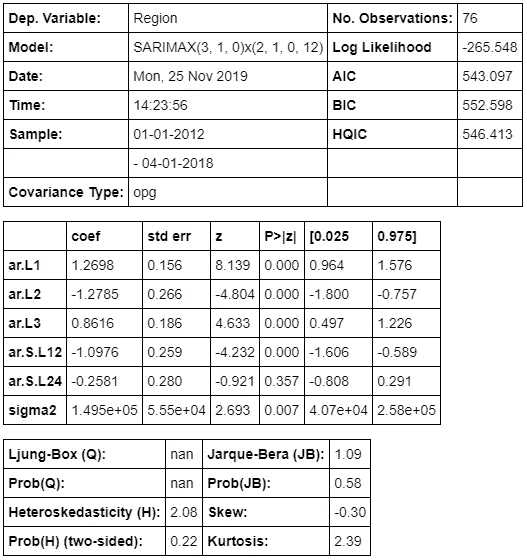 Dep. Variable: Region No. Observations: 76
Model: SARIMAX(3, 1, 0)x(2, 1, 0, 12) Log Likelihood -265.548
Date: Mon, 25 Nov 2019 AIC 543.097
Time: 14:23:56 BIC 552.598
Sample: 01-01-2012 HQIC 546.413
- 04-01-2018
Covariance Type: opg
coef std err z P>|z| [0.025 0.975]
ar.L1 1.2698 0.156 8.139 0.000 0.964 1.576
ar.L2 -1.2785 0.266 -4.804 0.000 -1.800 -0.757
ar.L3 0.8616 0.186 4.633 0.000 0.497 1.226
ar.S.L12 -1.0976 0.259 -4.232 0.000 -1.606 -0.589
ar.S.L24 -0.2581 0.280 -0.921 0.357 -0.808 0.291
sigma2 1.495e+05 5.55e+04 2.693 0.007 4.07e+04 2.58e+05
Ljung-Box (Q): nan Jarque-Bera (JB): 1.09
Prob(Q): nan Prob(JB): 0.58
Heteroskedasticity (H): 2.08 Skew: -0.30
Prob(H) (two-sided): 0.22 Kurtosis: 2.39